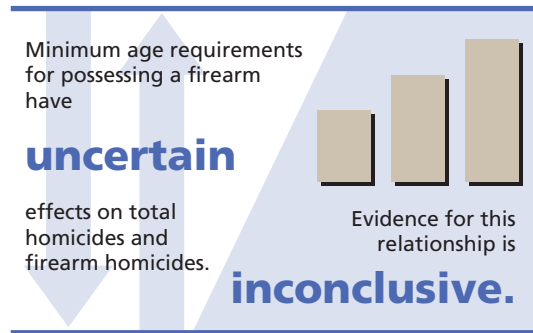 Minimum age requirements
for possessing a firearm
have
uncertain
effects on total
homicides and
firearm homicides.
Evidence for this
relationship is
inconclusive.